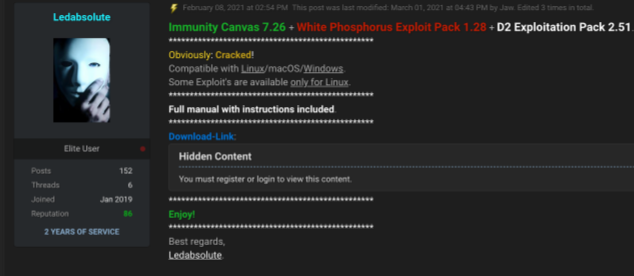 Ledabsolute
Elite User
Posts 152
Threads 6
Joined Jan 2019
Reputation 86
2 YEARS OF SERVICE
February 08, 2021 at 02:54 PM This post was last modified: March 01, 2021 at 04:43 PM by Jaw. Edited 3 times in total.
Immunity Canvas 7.26 + White Phosphorus Exploit Pack 1.28 + D2 Exploitation Pack 2.51
**************************************************
Obviously: Cracked!
Compatible with Linux/macOS/Windows.
Some Exploit's are available only for Linux.
**************************************************
Full manual with instructions included.
**************************************************
Download-Link:
Hidden Content
You must register or login to view this content.
**************************************************
Enjoy!
**************************************************
Best regards,
Ledabsolute.